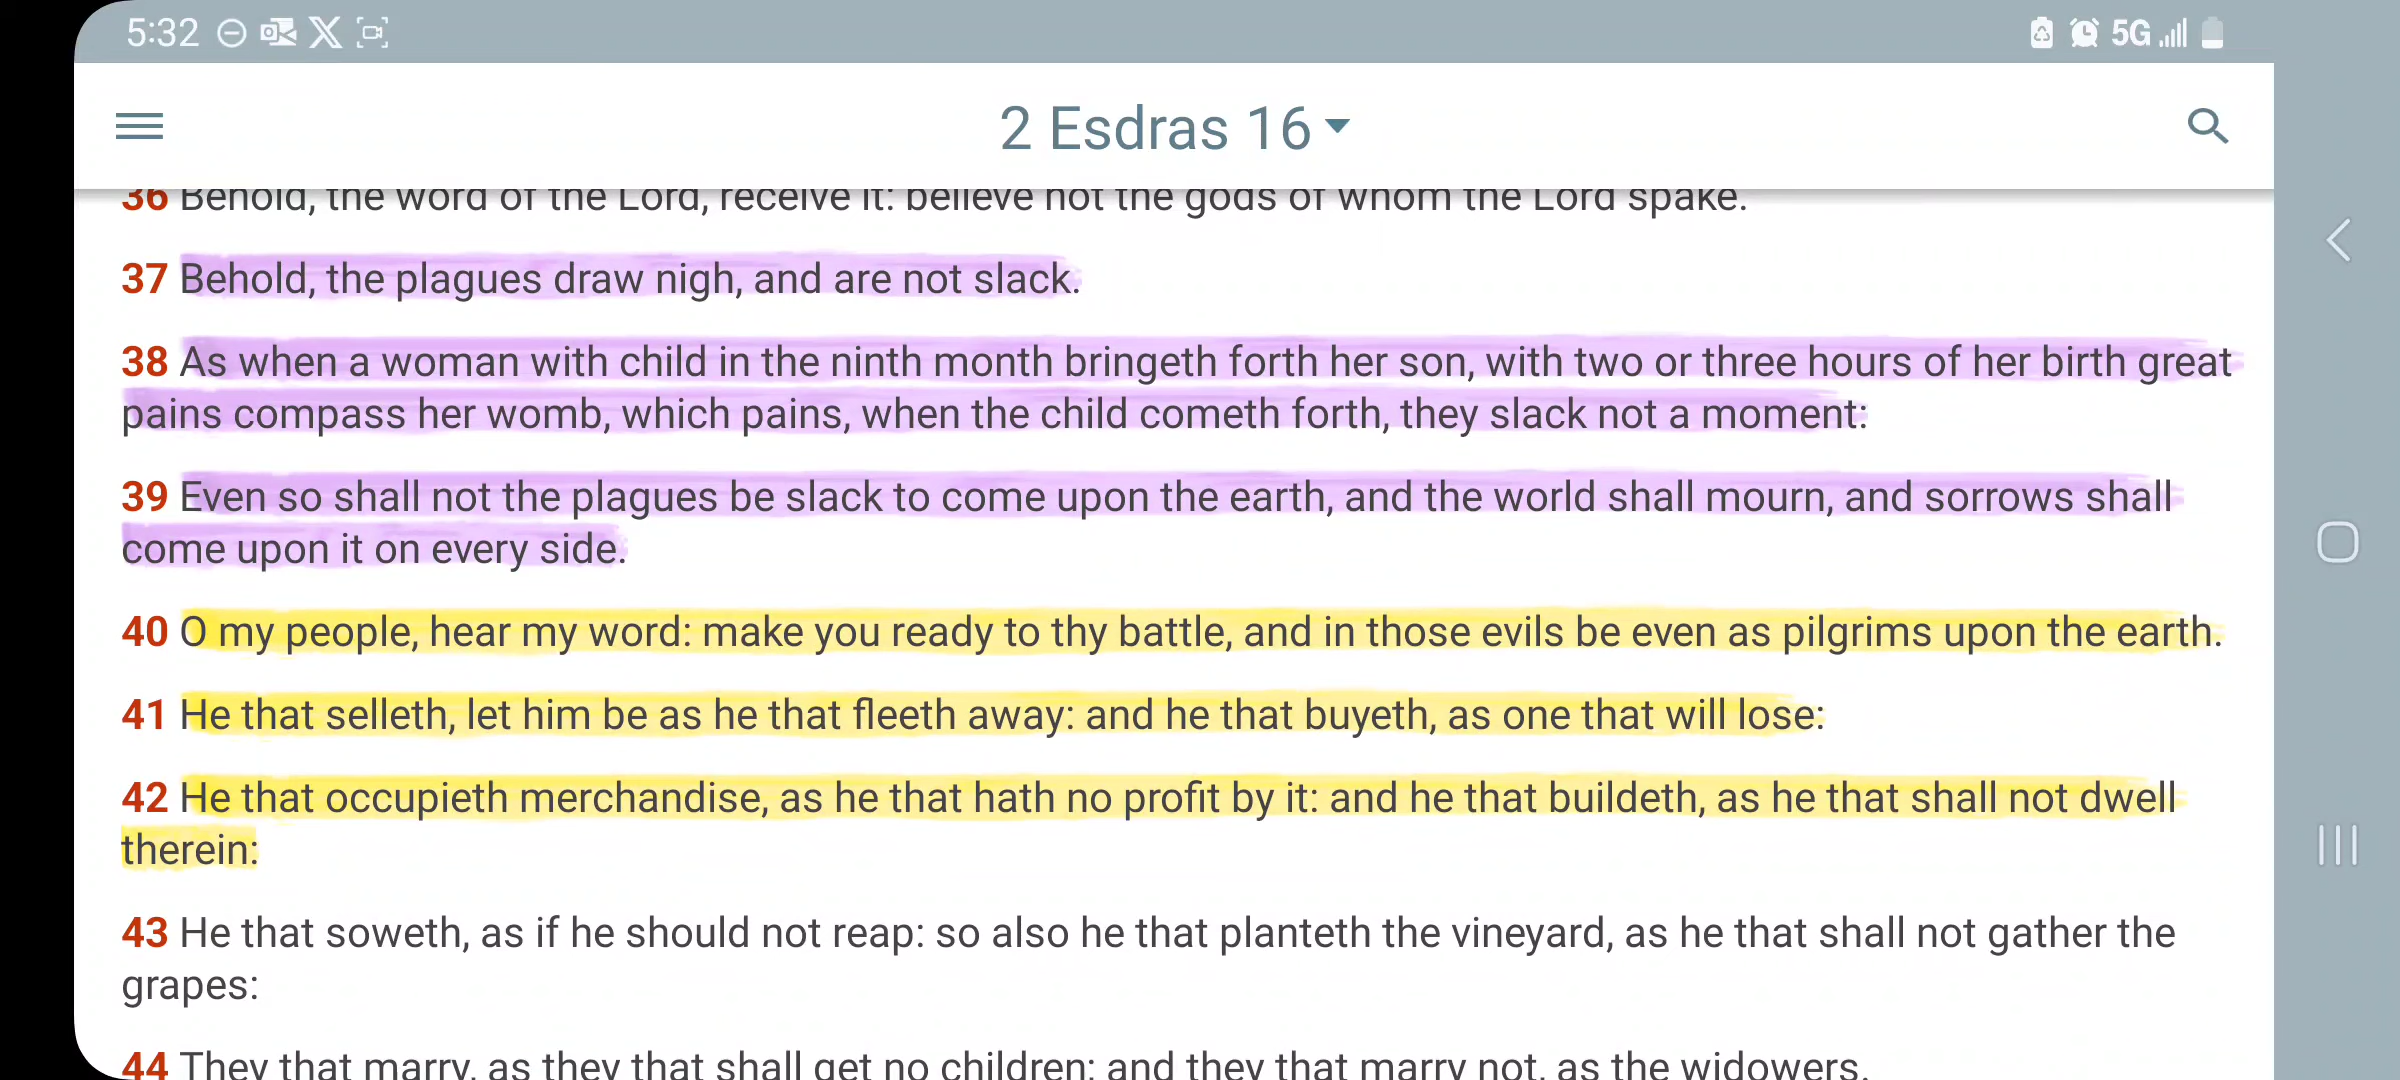 5:32 5G
2 Esdras 16
36 Behold, the word of the Lord, receive it: believe not the gods of whom the Lord spake.
37 Behold, the plagues draw nigh, and are not slack.
38 As when a woman with child in the ninth month bringeth forth her son, with two or three hours of her birth great
pains compass her womb, which pains, when the child cometh forth, they slack not a moment:
39 Even so shall not the plagues be slack to come upon the earth, and the world shall mourn, and sorrows shall
come upon it on every side.
40 O my people, hear my word: make you ready to thy battle, and in those evils be even as pilgrims upon the earth.
41 He that selleth, let him be as he that fleeth away: and he that buyeth, as one that will lose:
42 He that occupieth merchandise, as he that hath no profit by it: and he that buildeth, as he that shall not dwell
therein:
43 He that soweth, as if he should not reap: so also he that planteth the vineyard, as he that shall not gather the
grapes:
44 They that marry, as they that shall get no children: and they that marry not, as the widowers.